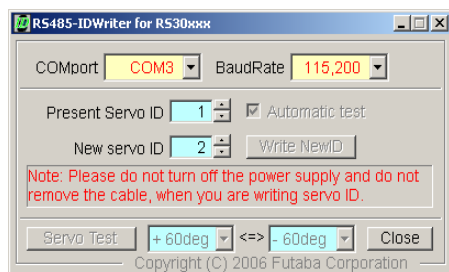 RS485-IDWriter for RS30xxx
COMport COM3 BaudRate 115,200
Present Servo ID 1 Automatic test
New servo ID 2 Write NewID
Note: Please do not turn off the power supply and do not
remove the cable, when you are writing servo ID.
Servo Test + 60deg <=> - 60deg Close
Copyright (C) 2006 Futaba Corporation